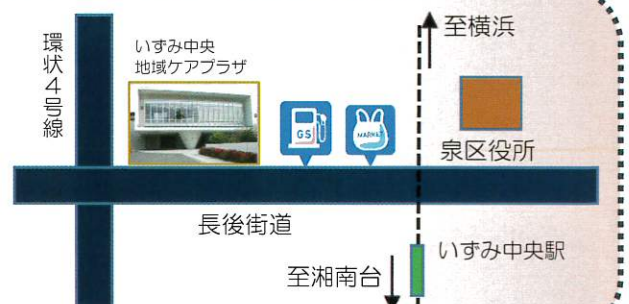 環状4号線
いずみ中央
地域ケアプラザ
GS
MARKET
至横浜
泉区役所
長後街道
いずみ中央駅
至湘南台